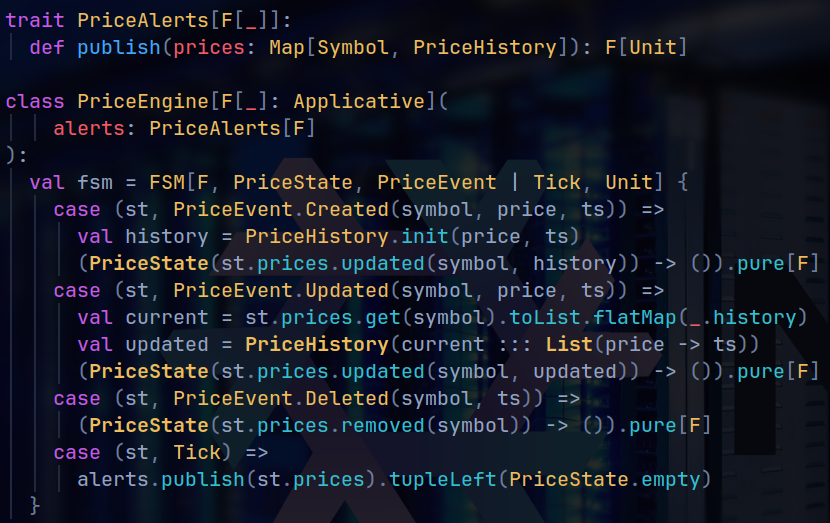 trait PriceAlerts[F[_]]:
  def publish(prices: Map[Symbol, PriceHistory]): F[Unit]

class PriceEngine[F[_]: Applicative](
    alerts: PriceAlerts[F]
):
  val fsm = FSM[F, PriceState, PriceEvent | Tick, Unit] {
    case (st, PriceEvent.Created(symbol, price, ts)) =>
      val history = PriceHistory.init(price, ts)
      (PriceState(st.prices.updated(symbol, history)) -> ()).pure[F]
    case (st, PriceEvent.Updated(symbol, price, ts)) =>
      val current = st.prices.get(symbol).toList.flatMap(_.history)
      val updated = PriceHistory(current ::: List(price -> ts))
      (PriceState(st.prices.updated(symbol, updated)) -> ()).pure[F]
    case (st, PriceEvent.Deleted(symbol, ts)) =>
      (PriceState(st.prices.removed(symbol)) -> ()).pure[F]
    case (st, Tick) =>
      alerts.publish(st.prices).tupleLeft(PriceState.empty)
  }